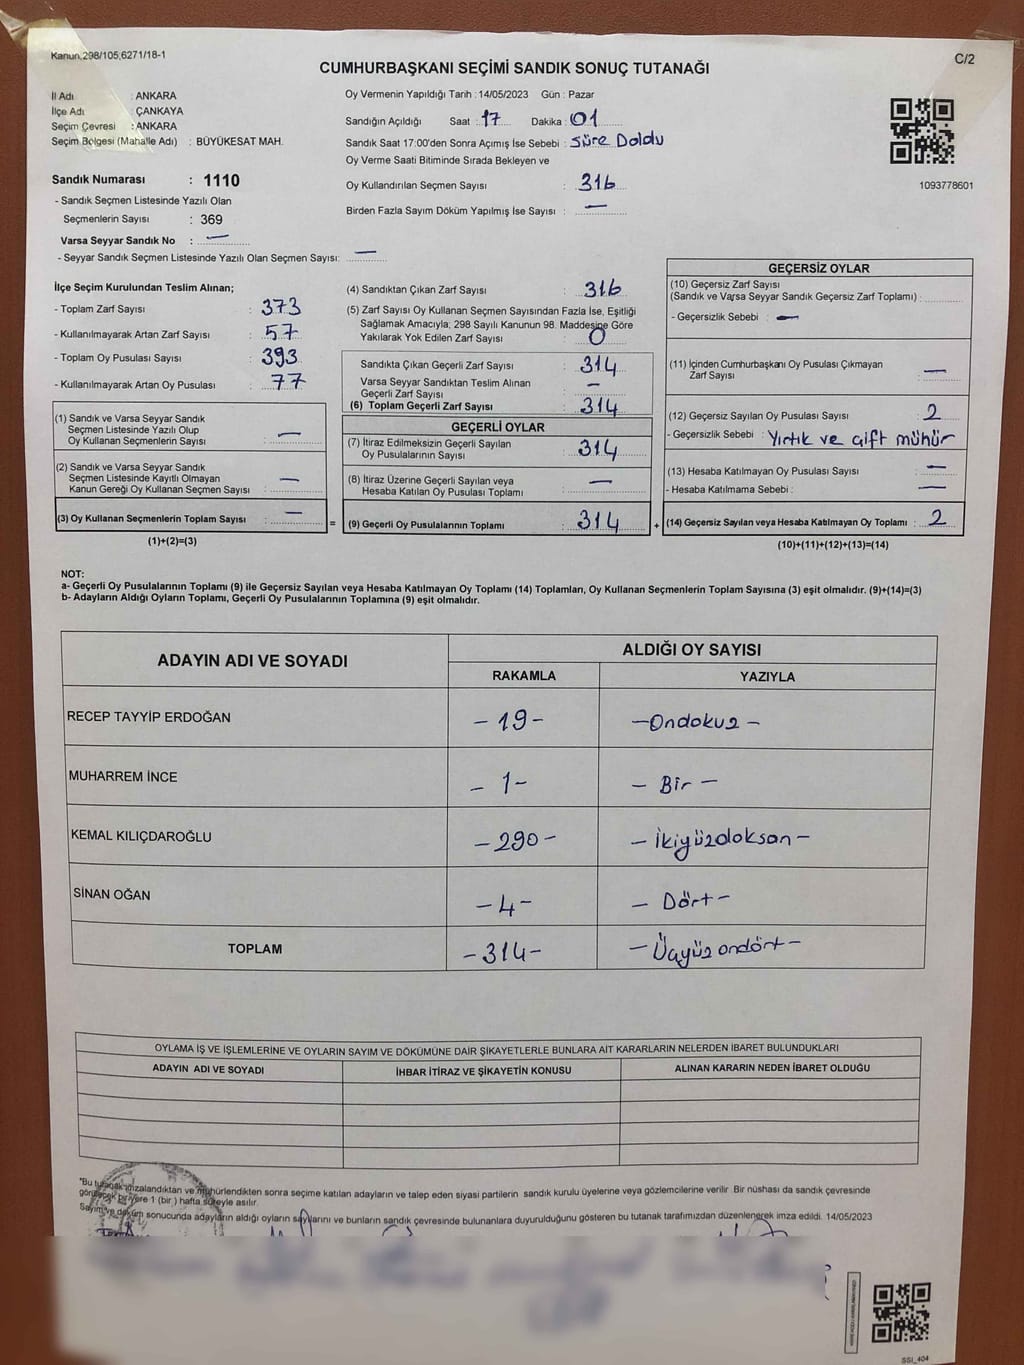 Kanun,298/105,6271/18-1
C/2
CUMHURBAŞKANI SEÇİMİ SANDIK SONUÇ TUTANAĞI
İl Adı : ANKARA
İlçe Adı : ÇANKAYA
Seçim Çevresi : ANKARA
Seçim Bölgesi (Mahalle Adı) : BÜYÜKESAT MAH.
Sandık Numarası : 1110
- Sandık Seçmen Listesinde Yazılı Olan
Seçmenlerin Sayısı : 369
Varsa Seyyar Sandık No : —
- Seyyar Sandık Seçmen Listesinde Yazılı Olan Seçmen Sayısı: —
Oy Vermenin Yapıldığı Tarih : 14/05/2023 Gün : Pazar
Sandığın Açıldığı Saat : 17 Dakika : 01
Sandık Saat 17:00'den Sonra Açımış İse Sebebi : Süre Doldu
Oy Verme Saati Bitiminde Sırada Bekleyen ve
Oy Kullandırılan Seçmen Sayısı : 316
Birden Fazla Sayım Döküm Yapılmış İse Sayısı : —
1093778601
İlçe Seçim Kurulundan Teslim Alınan;
- Toplam Zarf Sayısı : 373
- Kullanılmayarak Artan Zarf Sayısı : 57
- Toplam Oy Pusulası Sayısı : 393
- Kullanılmayarak Artan Oy Pusulası : 77
(1) Sandık ve Varsa Seyyar Sandık
Seçmen Listesinde Yazılı Olup
Oy Kullanan Seçmenlerin Sayısı : —
(2) Sandık ve Varsa Seyyar Sandık
Seçmen Listesinde Kayıtlı Olmayan
Kanun Gereği Oy Kullanan Seçmen Sayısı : —
(3) Oy Kullanan Seçmenlerin Toplam Sayısı : — =
(1)+(2)=(3)
(4) Sandıktan Çıkan Zarf Sayısı : 316
(5) Zarf Sayısı Oy Kullanan Seçmen Sayısından Fazla İse, Eşitliği
Sağlamak Amacıyla; 298 Sayılı Kanunun 98. Maddesine Göre
Yakılarak Yok Edilen Zarf Sayısı : 0
Sandıkta Çıkan Geçerli Zarf Sayısı : 314
Varsa Seyyar Sandıktan Teslim Alınan
Geçerli Zarf Sayısı : —
(6) Toplam Geçerli Zarf Sayısı : 314
GEÇERLİ OYLAR
(7) İtiraz Edilmeksizin Geçerli Sayılan
Oy Pusulalarının Sayısı : 314
(8) İtiraz Üzerine Geçerli Sayılan veya
Hesaba Katılan Oy Pusulası Toplamı : —
(9) Geçerli Oy Pusulalarının Toplamı : 314 +
GEÇERSİZ OYLAR
(10) Geçersiz Zarf Sayısı
(Sandık ve Varsa Seyyar Sandık Geçersiz Zarf Toplamı) :
- Geçersizlik Sebebi : —
(11) İçinden Cumhurbaşkanı Oy Pusulası Çıkmayan
Zarf Sayısı : —
(12) Geçersiz Sayılan Oy Pusulası Sayısı : 2
- Geçersizlik Sebebi : Yırtık ve çift mühür
(13) Hesaba Katılmayan Oy Pusulası Sayısı : —
- Hesaba Katılmama Sebebi : —
(14) Geçersiz Sayılan veya Hesaba Katılmayan Oy Toplamı : 2
(10)+(11)+(12)+(13)=(14)
NOT:
a- Geçerli Oy Pusulalarının Toplamı (9) ile Geçersiz Sayılan veya Hesaba Katılmayan Oy Toplamı (14) Toplamları, Oy Kullanan Seçmenlerin Toplam Sayısına (3) eşit olmalıdır. (9)+(14)=(3)
b- Adayların Aldığı Oyların Toplamı, Geçerli Oy Pusulalarının Toplamına (9) eşit olmalıdır.
ADAYIN ADI VE SOYADI
ALDIĞI OY SAYISI
RAKAMLA YAZIYLA
RECEP TAYYİP ERDOĞAN - 19 - - Ondokuz -
MUHARREM İNCE - 1 - - Bir -
KEMAL KILIÇDAROĞLU - 290 - - İkiyüzdoksan -
SİNAN OĞAN - 4 - - Dört -
TOPLAM - 314 - - Üçyüz ondört -
OYLAMA İŞ VE İŞLEMLERİNE VE OYLARIN SAYIM VE DÖKÜMÜNE DAİR ŞİKAYETLERLE BUNLARA AİT KARARLARIN NELERDEN İBARET BULUNDUKLARI
ADAYIN ADI VE SOYADI İHBAR İTİRAZ VE ŞİKAYETİN KONUSU ALINAN KARARIN NEDEN İBARET OLDUĞU
*Bu tutanak imzalandıktan ve mühürlendikten sonra seçime katılan adayların ve talep eden siyasi partilerin sandık kurulu üyelerine veya gözlemcilerine verilir. Bir nüshası da sandık çevresinde
görülecek bir yere 1 (bir) hafta süreyle asılır.
Sayım ve döküm sonucunda adayların aldığı oyların sayılarını ve bunların sandık çevresinde bulunanlara duyurulduğunu gösteren bu tutanak tarafımızdan düzenlenerek imza edildi. 14/05/2023
SSI_404